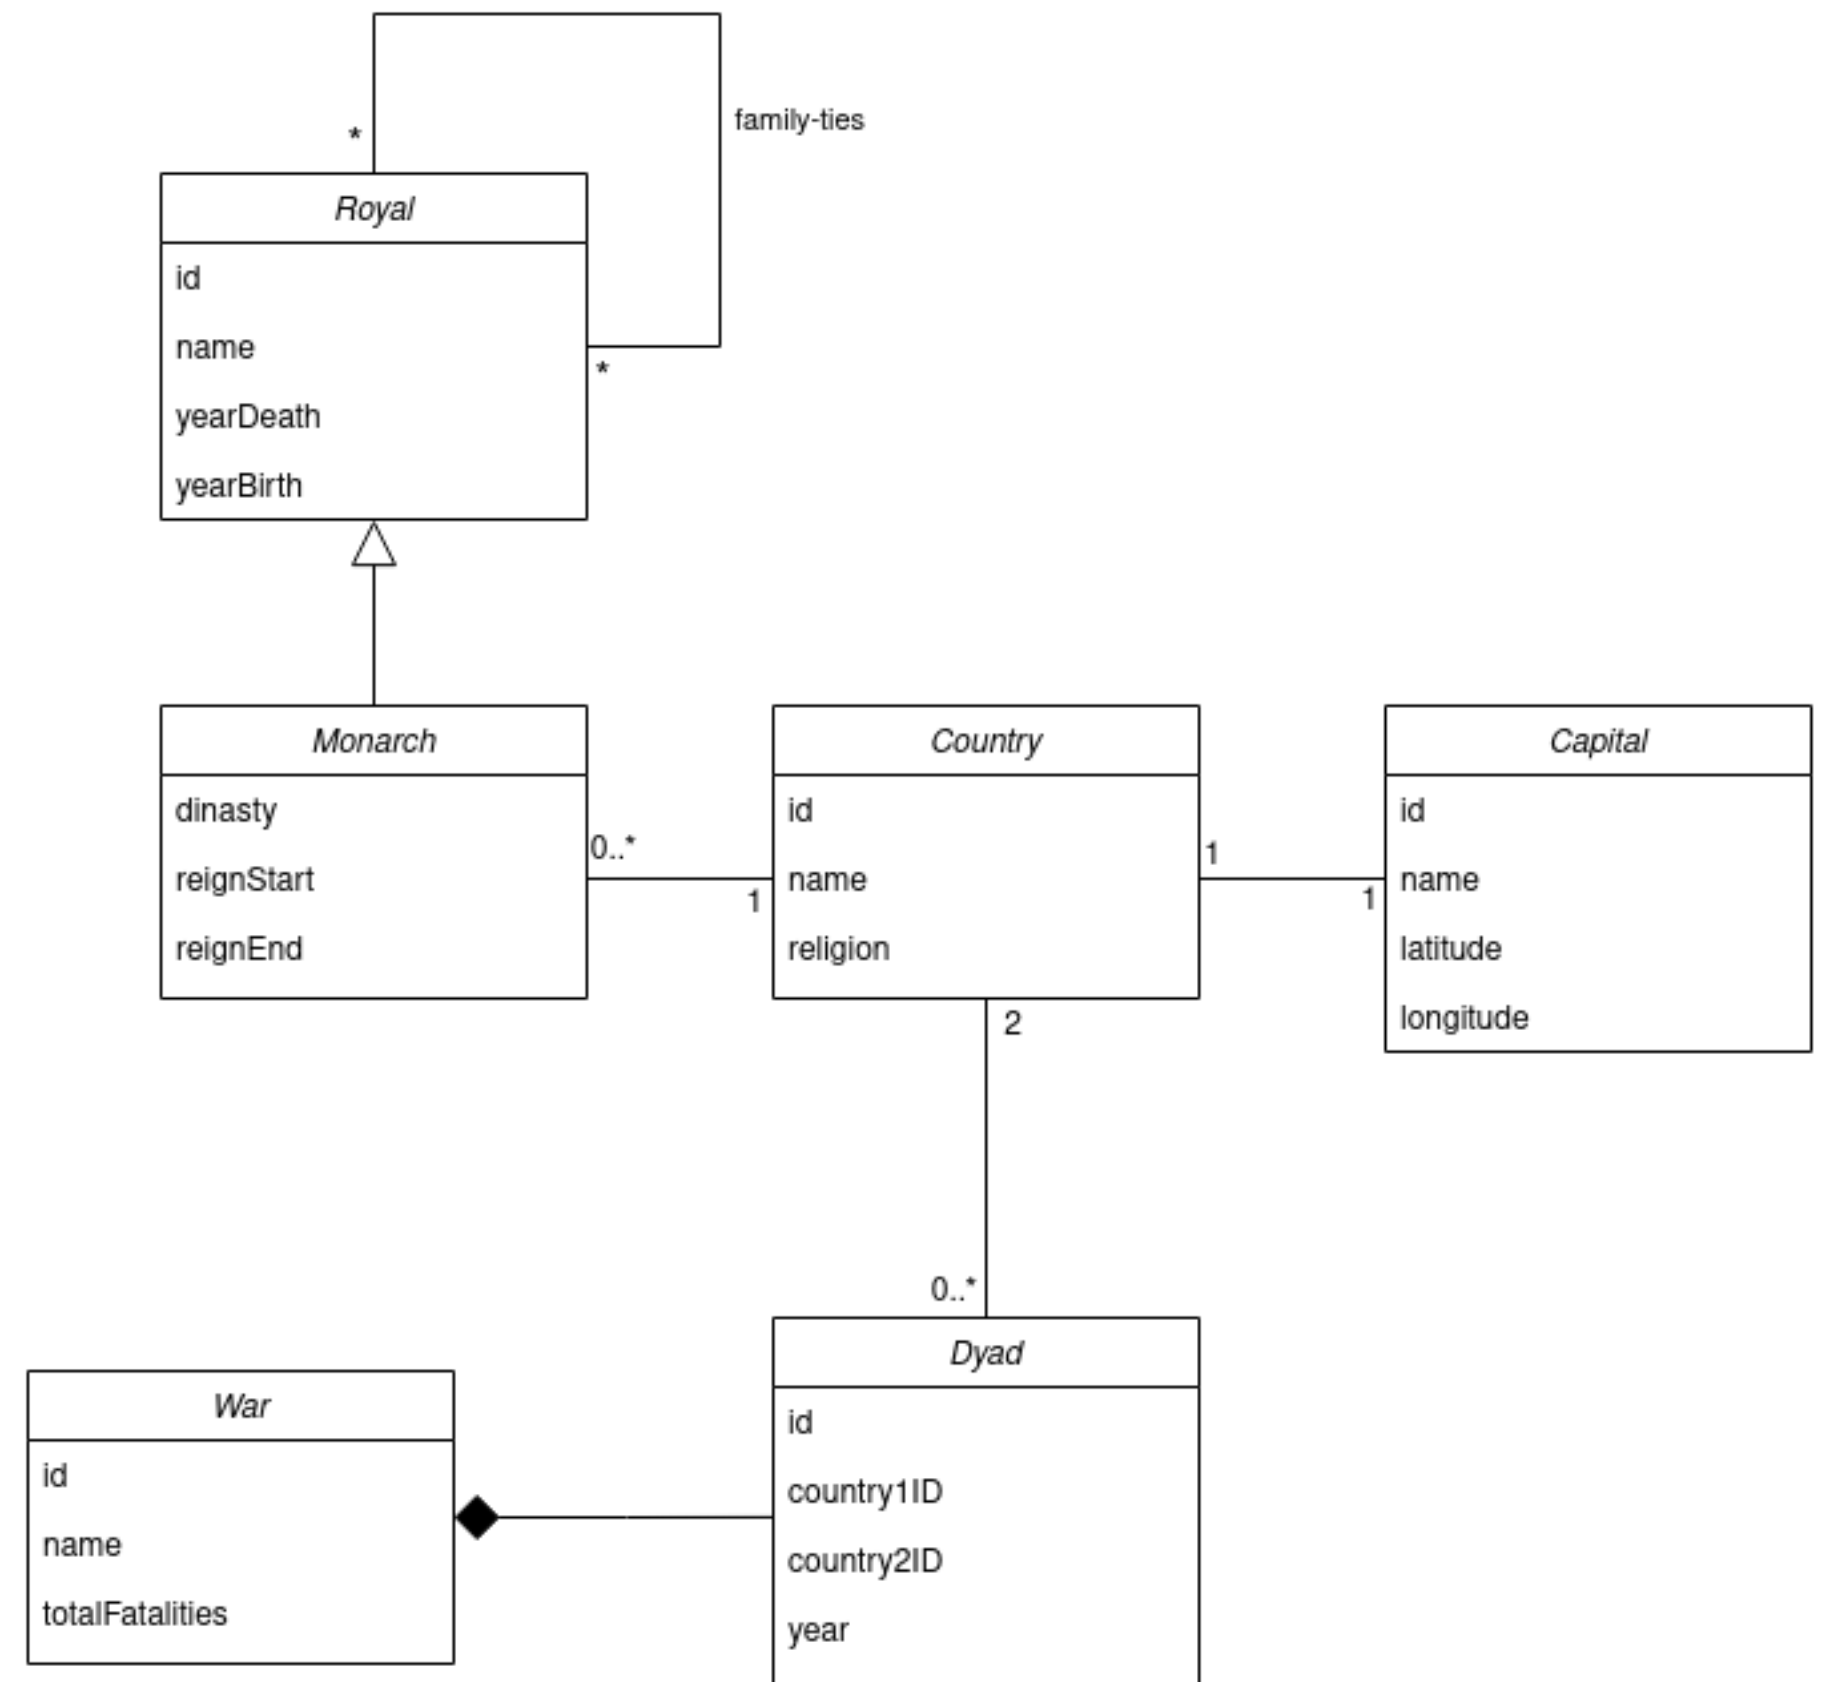 family-ties
*
Royal
id
name
*
yearDeath
yearBirth
Monarch
dinasty
reignStart
reignEnd
0..*
1
Country
id
name
religion
1
1
Capital
id
name
latitude
longitude
2
0..*
Dyad
id
country1ID
country2ID
year
War
id
name
totalFatalities